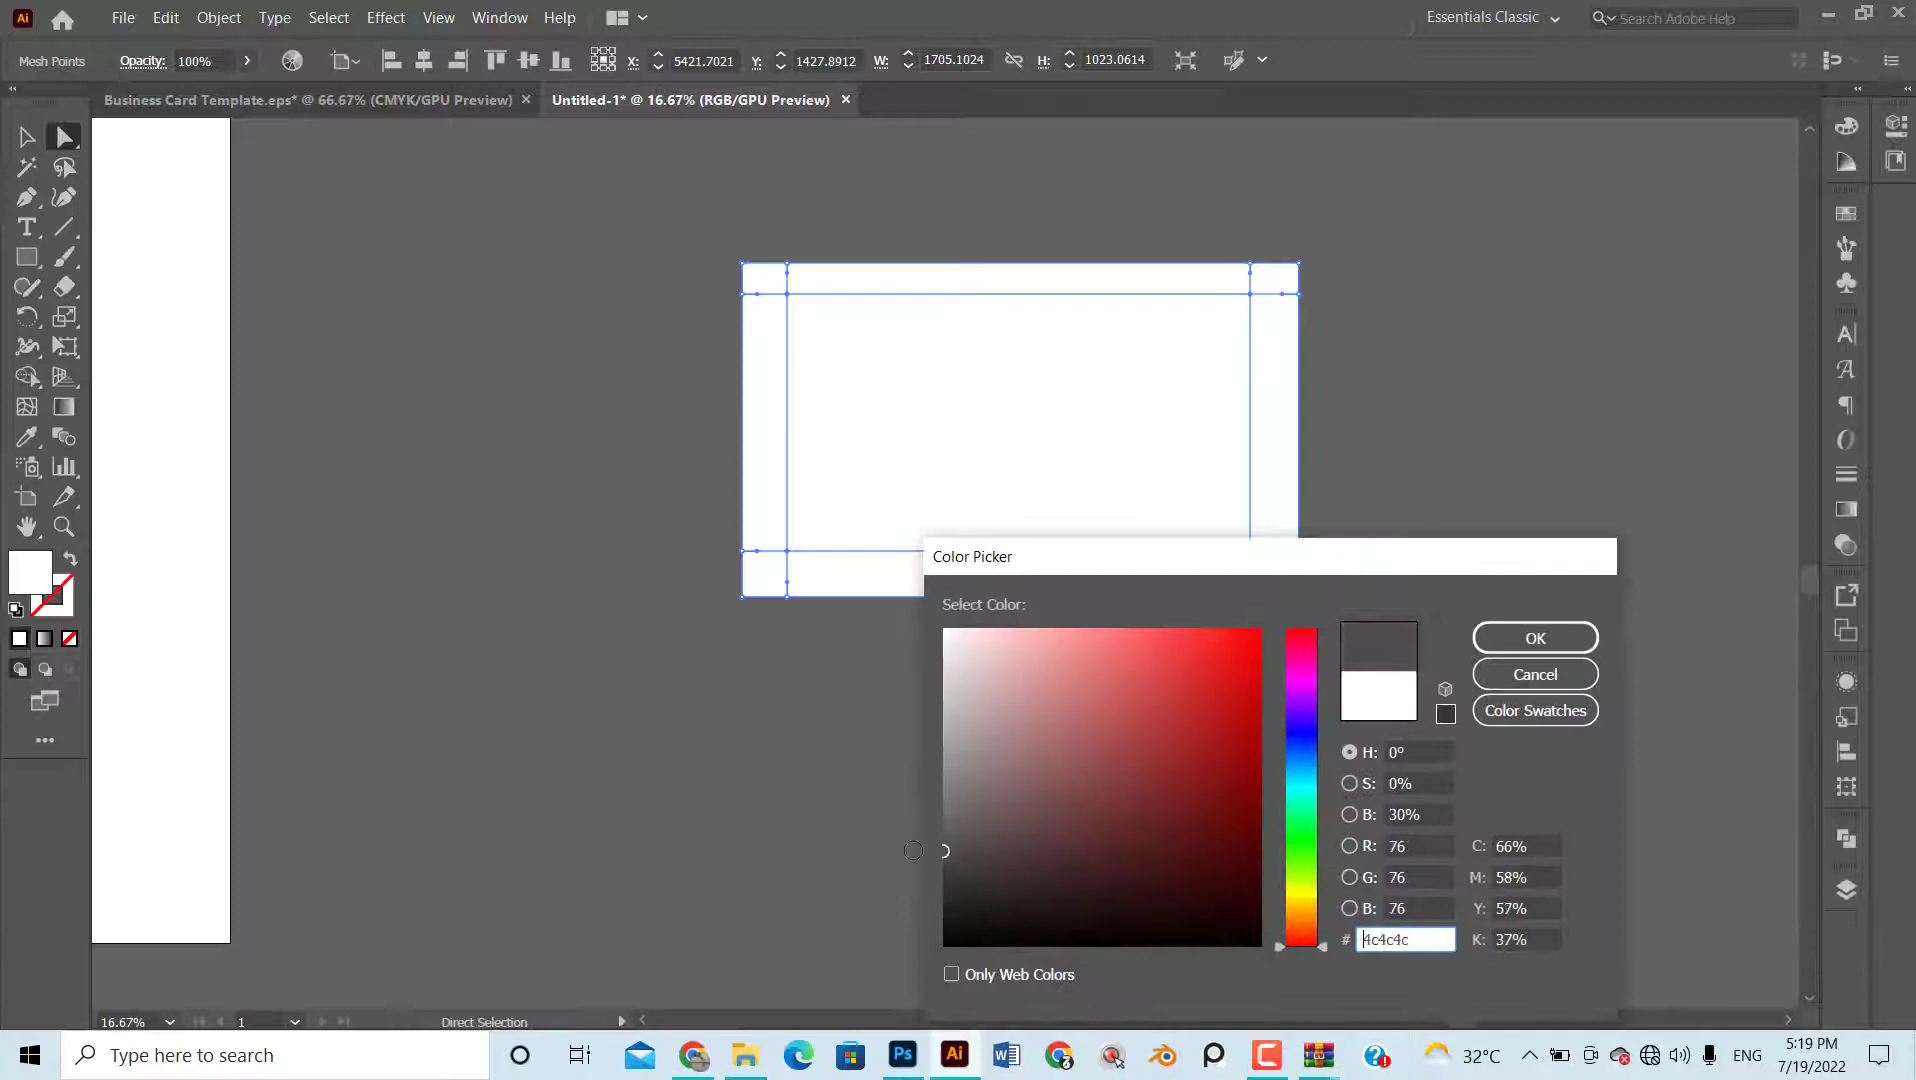 Ai File Edit Object Type Select Effect View Window Help Essentials Classic Search Adobe Help
Mesh Points Opacity: 100% X: 5421.7021 Y: 1427.8912 W: 1705.1024 H: 1023.0614
Business Card Template.eps* @ 66.67% (CMYK/GPU Preview) Untitled-1* @ 16.67% (RGB/GPU Preview)
Color Picker
Select Color:
OK
Cancel
Color Swatches
H: 0º
S: 0%
B: 30%
R: 76 C: 66%
G: 76 M: 58%
B: 76 Y: 57%
# 4c4c4c K: 37%
Only Web Colors
16.67% 1 Direct Selection
Type here to search Ps Ai 32°C ENG 5:19 PM
7/19/2022